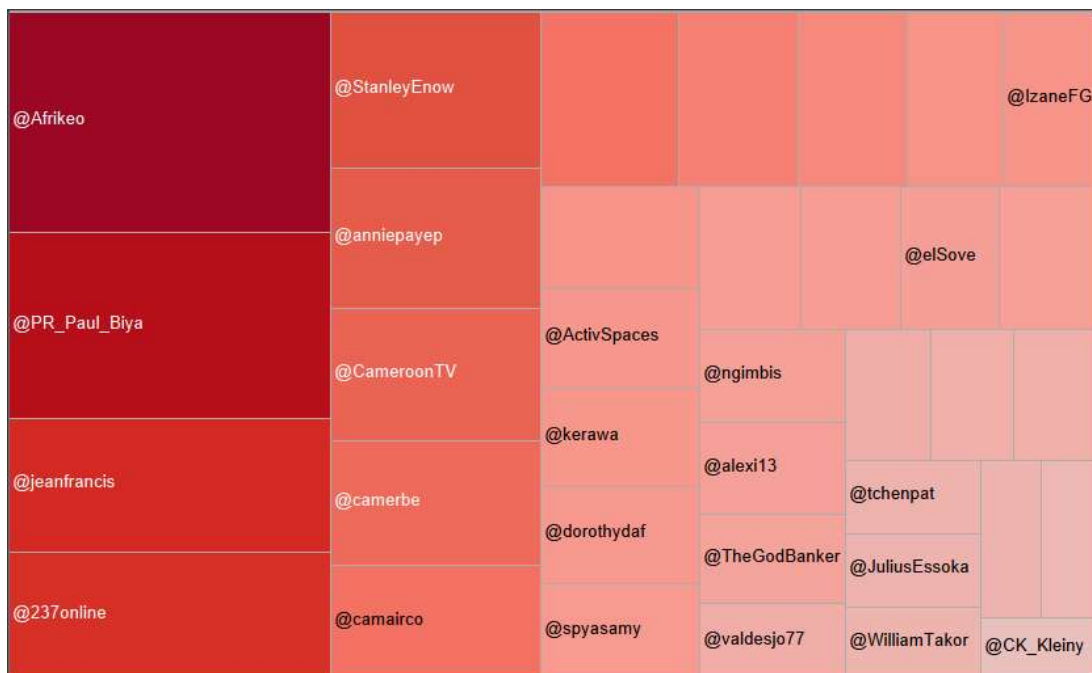 @Afrikeo
@PR_Paul_Biya
@jeanfrancis
@237online
@StanleyEnow
@anniepayep
@CameroonTV
@camerbe
@camairco
@IzaneFG
@elSove
@ActivSpaces
@kerawa
@dorothydaf
@spyasamy
@ngimbis
@alexi13
@TheGodBanker
@valdesjo77
@tchenpat
@JuliusEssoka
@WilliamTakor
@CK_Kleiny